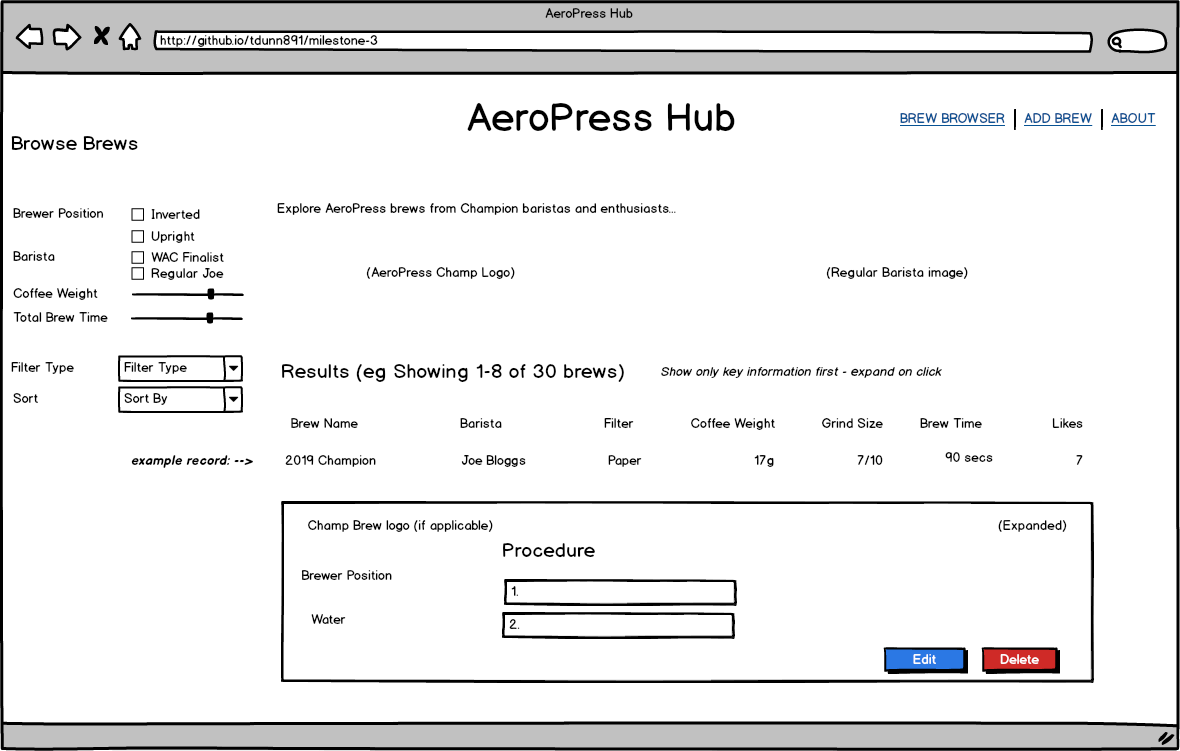 AeroPress Hub
http://github.io/tdunn891/milestone-3
AeroPress Hub
BREW BROWSER ADD BREW ABOUT
Browse Brews
Explore AeroPress brews from Champion baristas and enthusiasts...
Brewer Position Inverted
Upright
Barista WAC Finalist
Regular Joe
(AeroPress Champ Logo) (Regular Barista image)
Coffee Weight
Total Brew Time
Filter Type Filter Type
Sort Sort By
Results (eg Showing 1-8 of 30 brews) Show only key information first - expand on click
Brew Name Barista Filter Coffee Weight Grind Size Brew Time Likes
example record: --> 2019 Champion Joe Bloggs Paper 17g 7/10 90 secs 7
Champ Brew logo (if applicable) (Expanded)
Procedure
Brewer Position
1.
Water
2.
Edit Delete